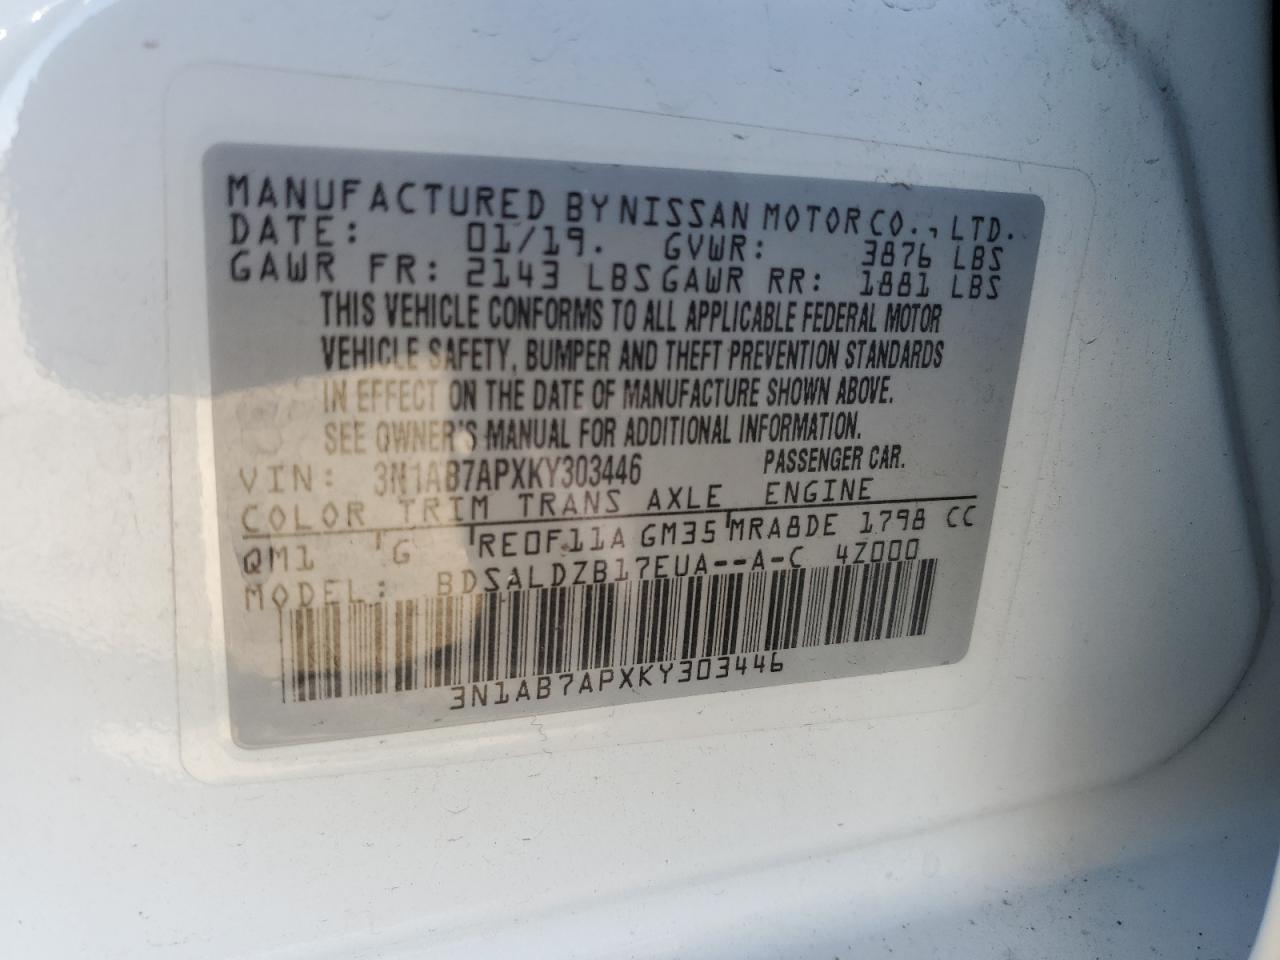 MANUFACTURED BY NISSAN MOTOR CO., LTD.
DATE: 01/19. GVWR: 3876 LBS
GAWR FR: 2143 LBS GAWR RR: 1881 LBS
THIS VEHICLE CONFORMS TO ALL APPLICABLE FEDERAL MOTOR
VEHICLE SAFETY, BUMPER AND THEFT PREVENTION STANDARDS
IN EFFECT ON THE DATE OF MANUFACTURE SHOWN ABOVE.
SEE OWNER'S MANUAL FOR ADDITIONAL INFORMATION.
VIN: 3N1AB7APXKY303446 PASSENGER CAR.
COLOR TRIM TRANS AXLE ENGINE
QM1 G RE0F11A GM35 MRA8DE 1798 CC
MODEL: BDSALDZB17EUA--A-C 4Z000
3N1AB7APXKY303446